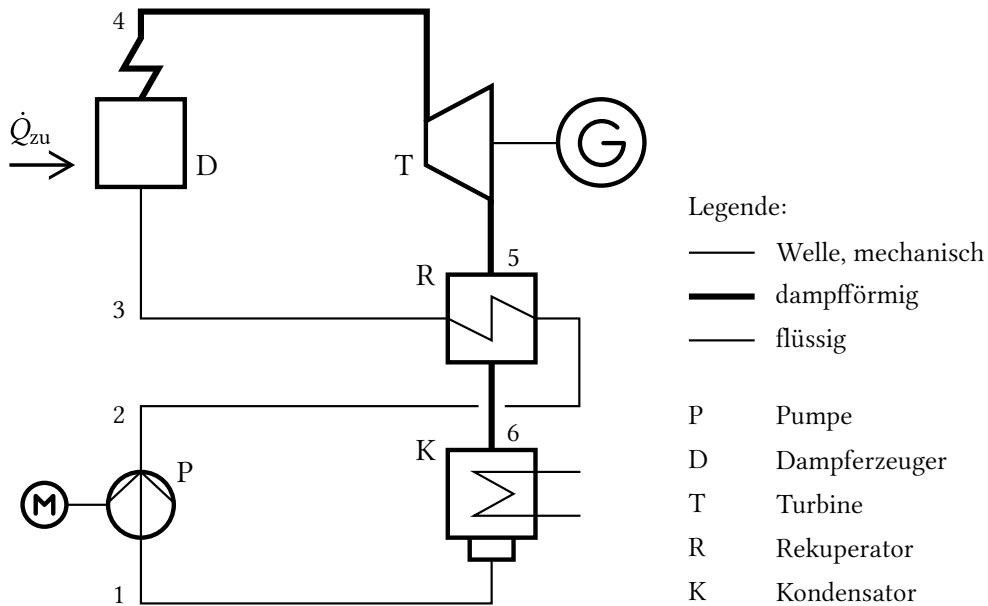 4
Q̇zu
D
T
G
Legende:
Welle, mechanisch
dampfförmig
flüssig
R
5
3
2
6
K
P
M
1
P Pumpe
D Dampferzeuger
T Turbine
R Rekuperator
K Kondensator